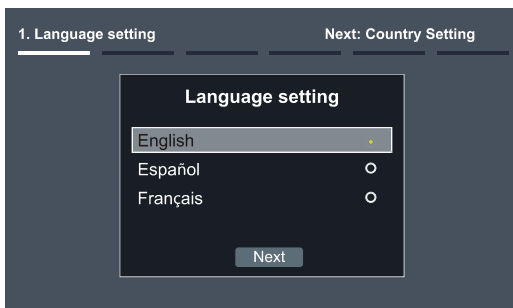 1. Language setting
Next: Country Setting
Language setting
English
Español
Français
Next